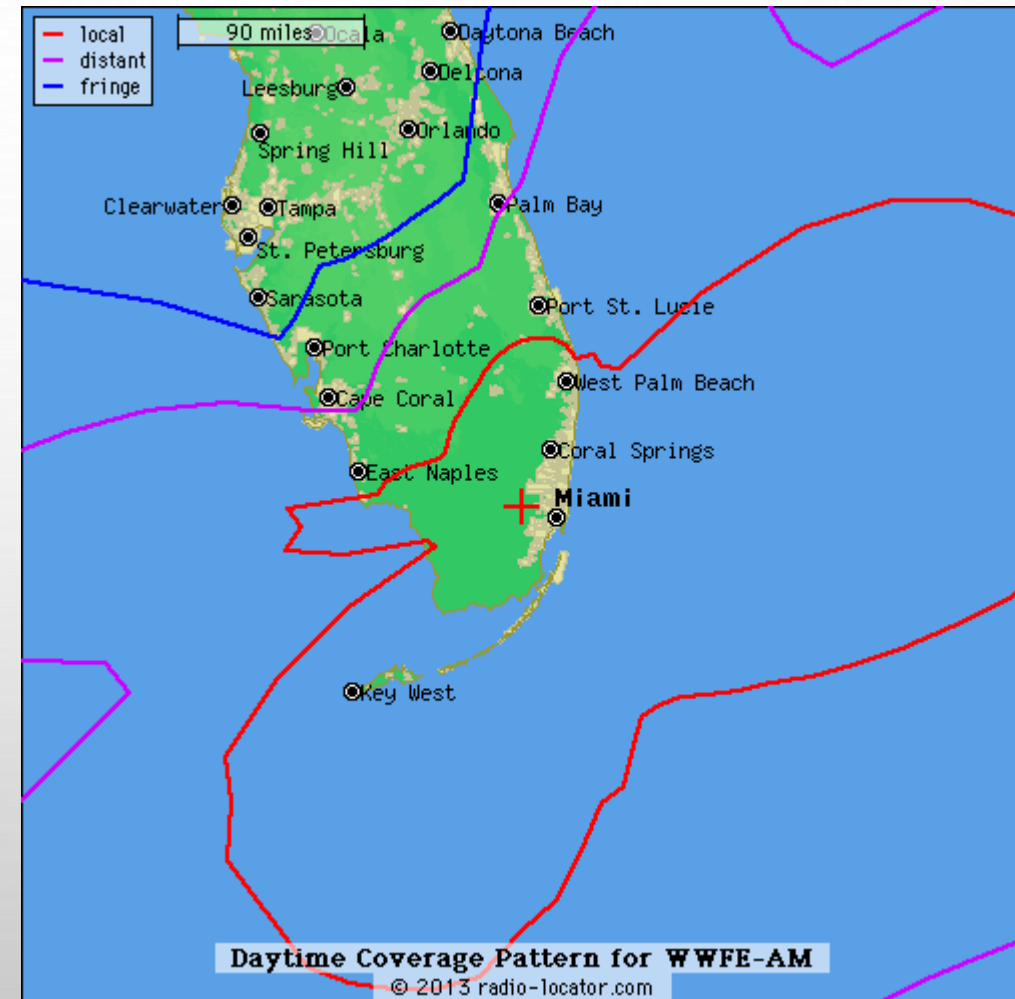 local
distant
fringe
90 miles
Ocala
Daytona Beach
Deltona
Leesburg
Orlando
Spring Hill
Clearwater
Tampa
Palm Bay
St. Petersburg
Sarasota
Port St. Lucie
Port Charlotte
West Palm Beach
Cape Coral
Coral Springs
East Naples
Miami
Key West
Daytime Coverage Pattern for WWFE-AM
© 2013 radio-locator.com